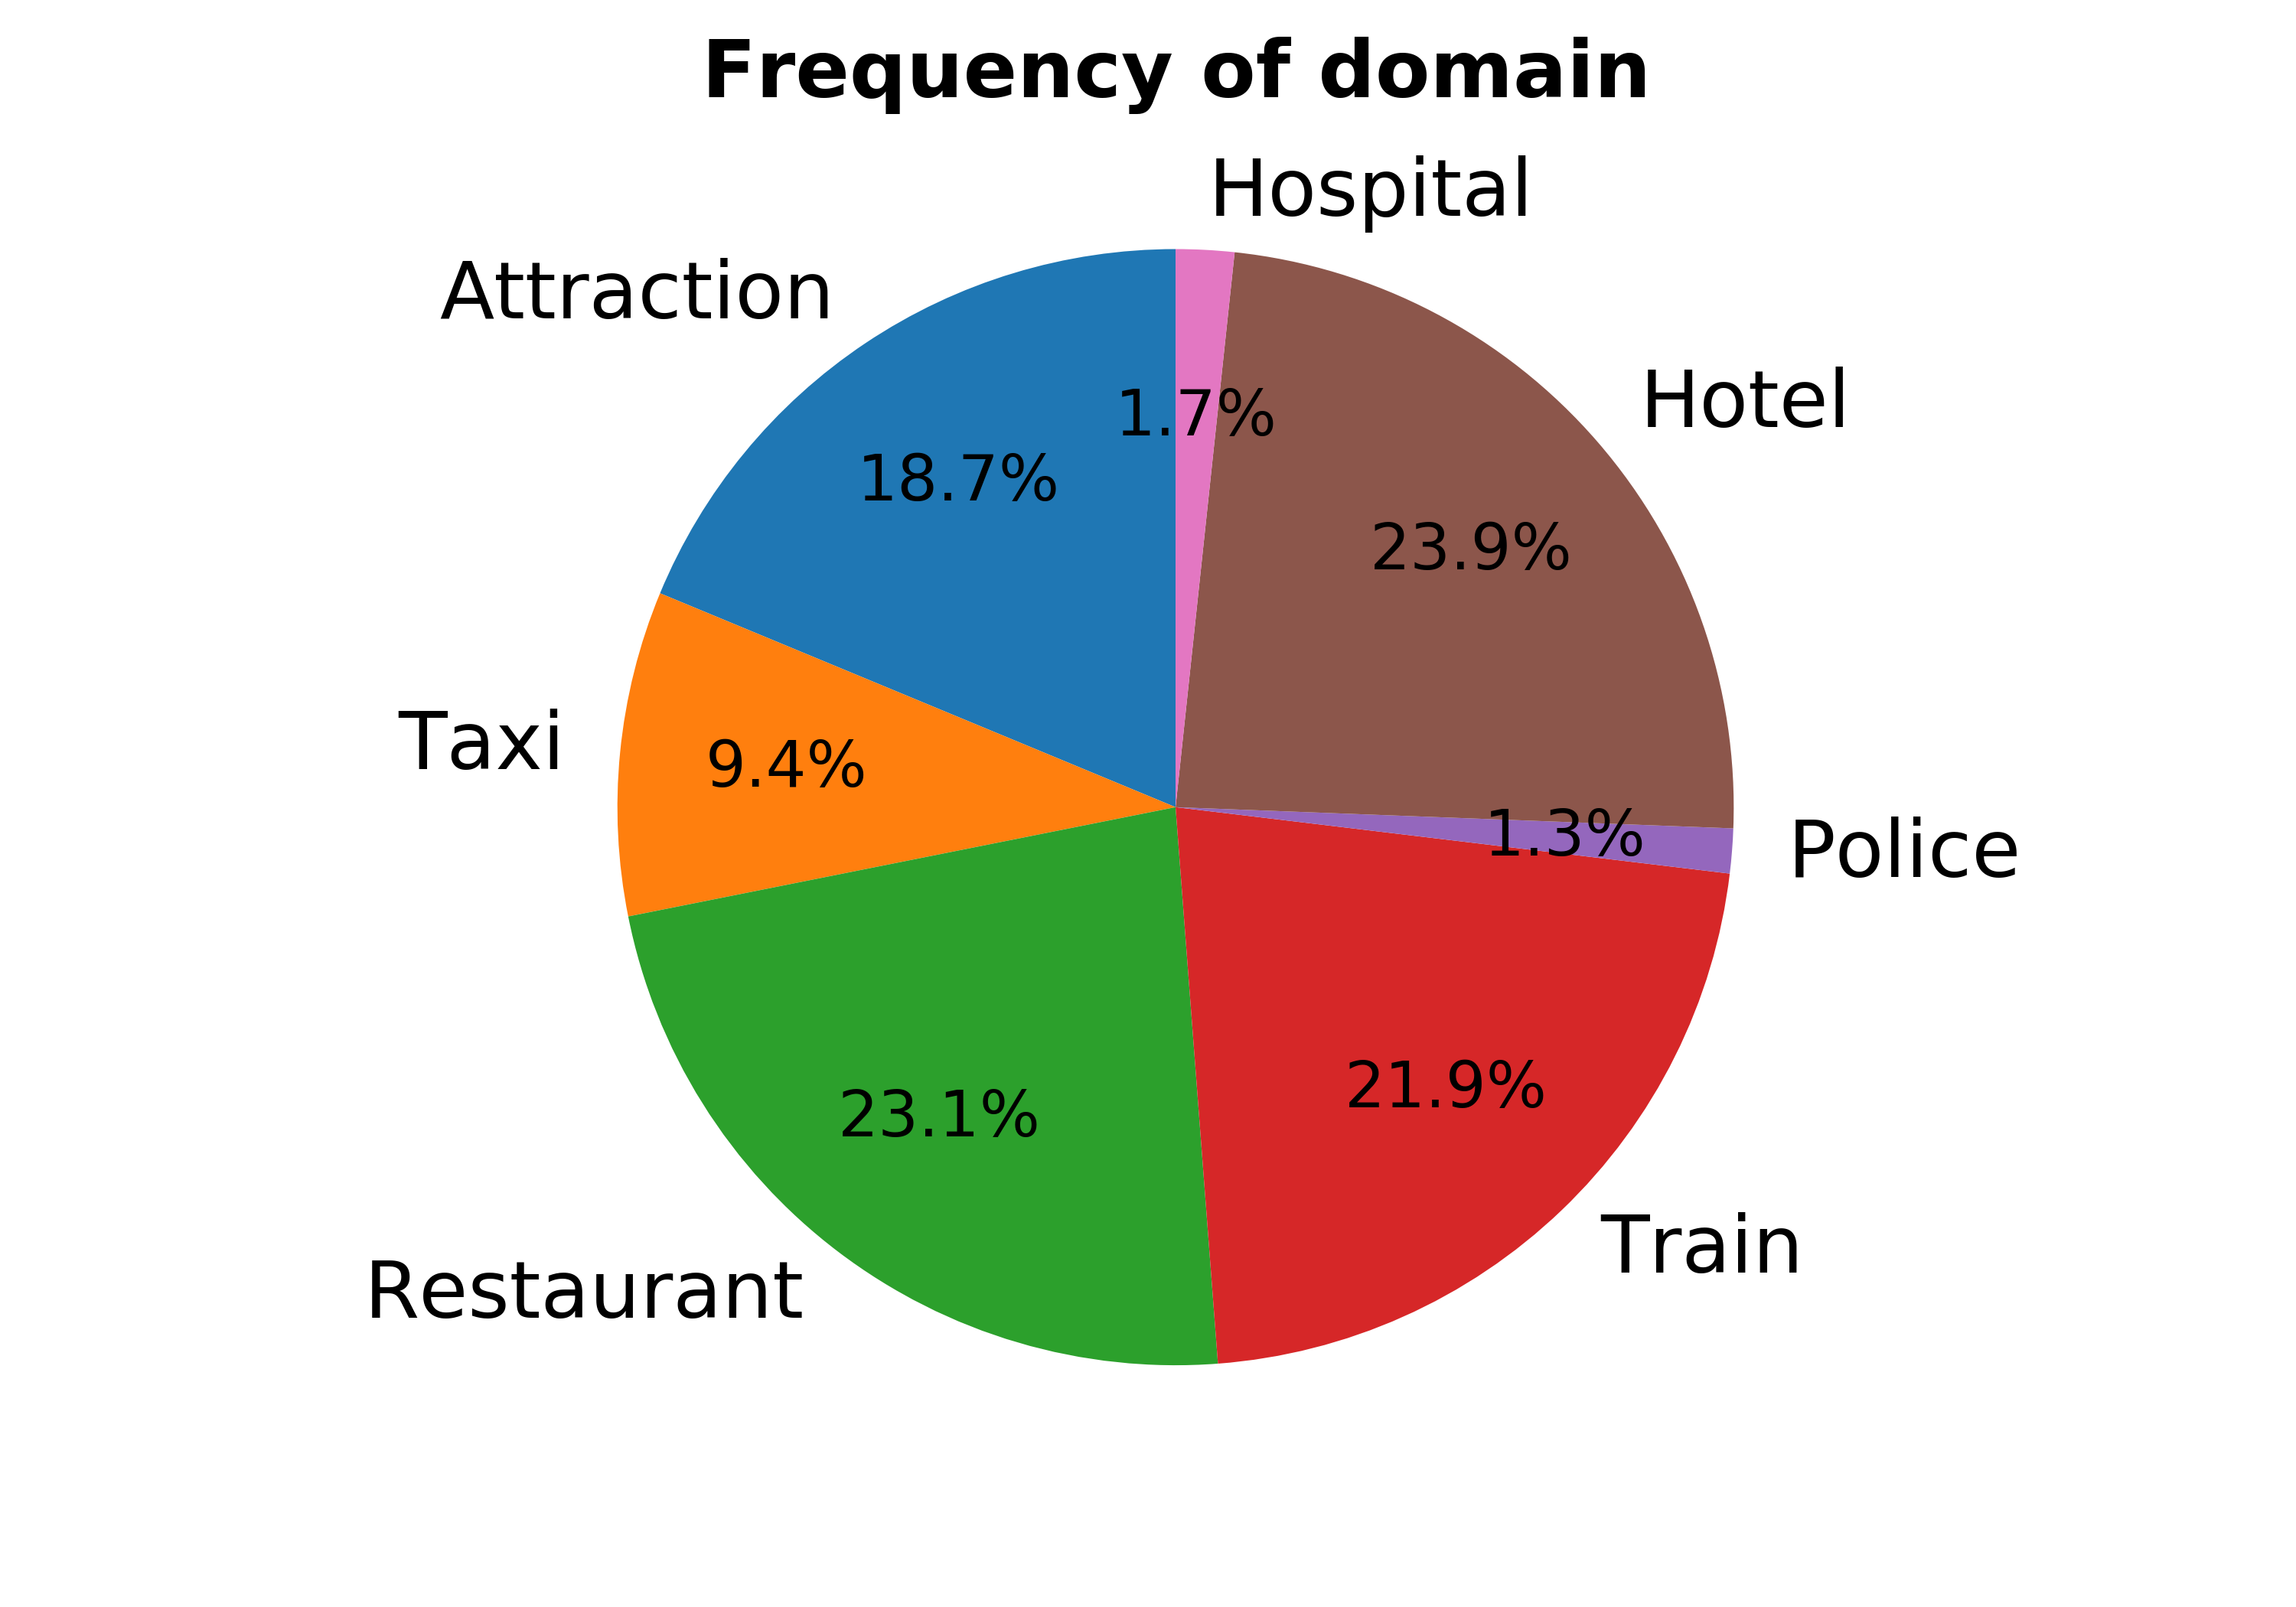 Frequency of domain
Hospital
Attraction
Hotel
1.7%
18.7%
23.9%
Taxi
9.4%
1.3%
Police
21.9%
23.1%
Train
Restaurant